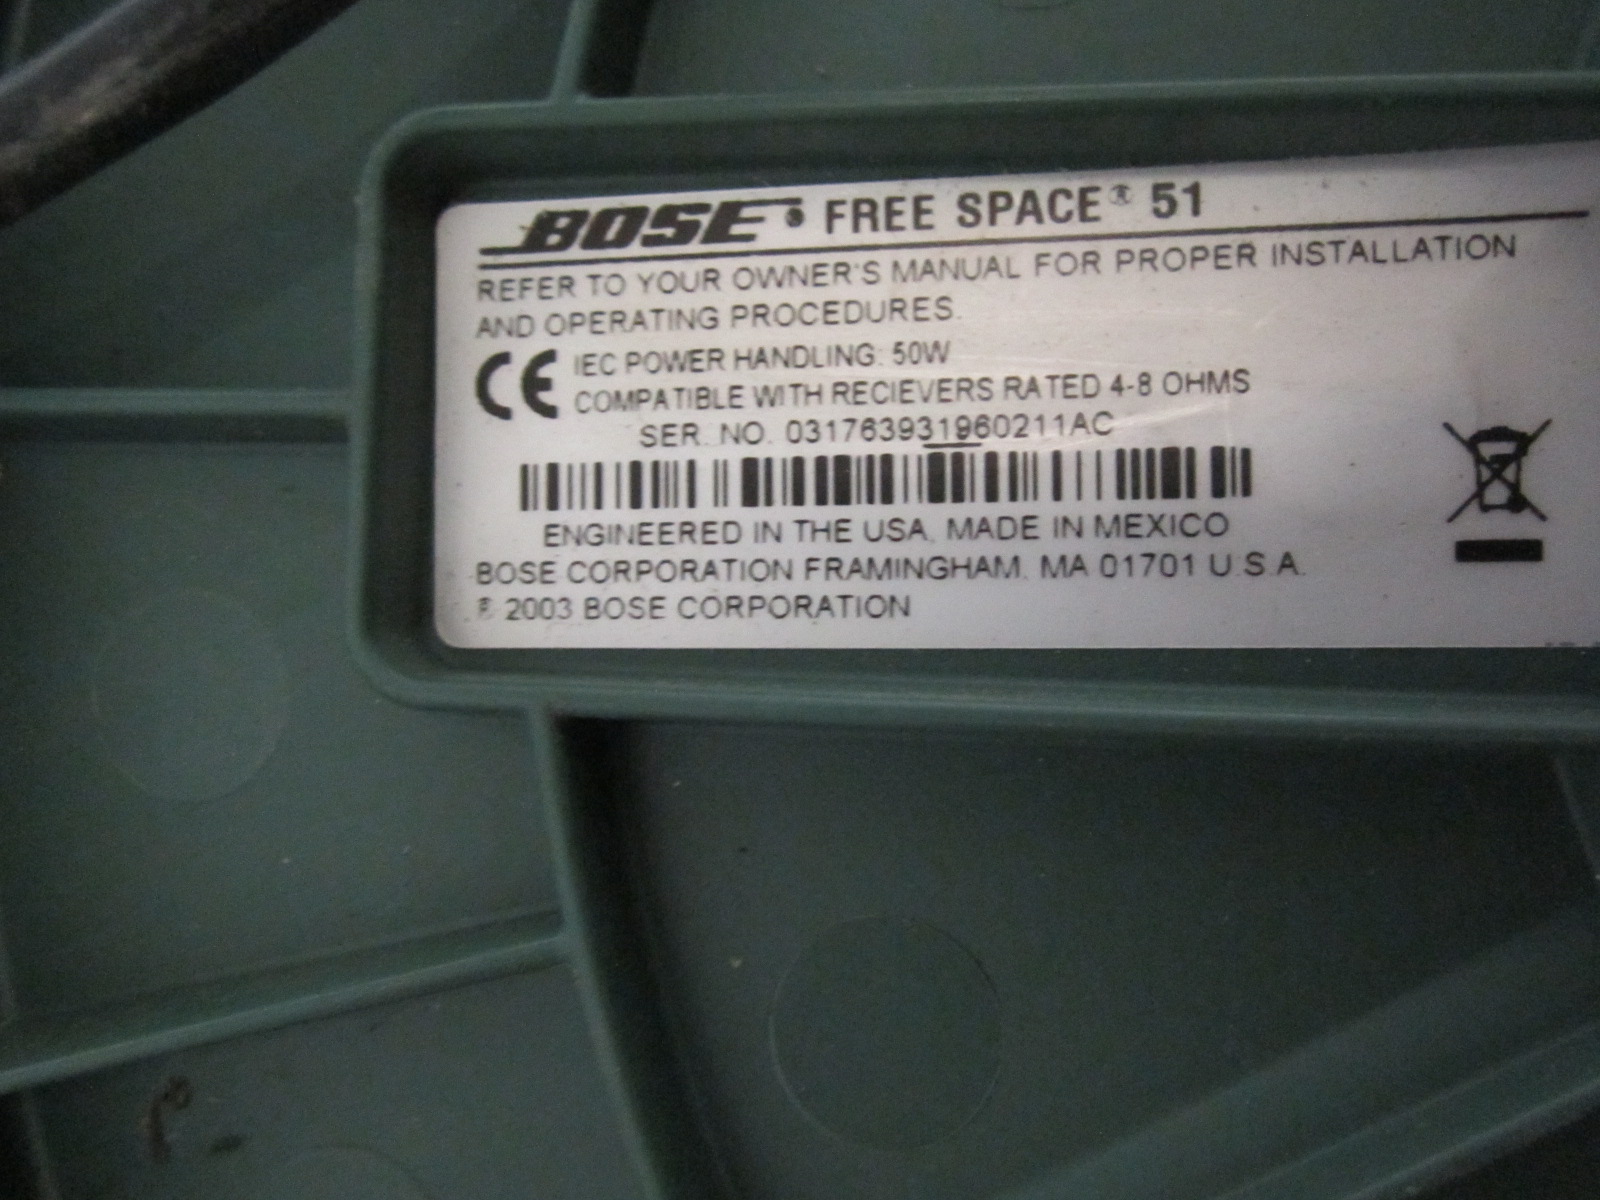 BOSE® FREE SPACE® 51
REFER TO YOUR OWNER'S MANUAL FOR PROPER INSTALLATION
AND OPERATING PROCEDURES.
CE IEC POWER HANDLING: 50W
COMPATIBLE WITH RECIEVERS RATED 4-8 OHMS
SER. NO. 031763931960211AC
ENGINEERED IN THE USA, MADE IN MEXICO
BOSE CORPORATION FRAMINGHAM, MA 01701 U.S.A.
2003 BOSE CORPORATION